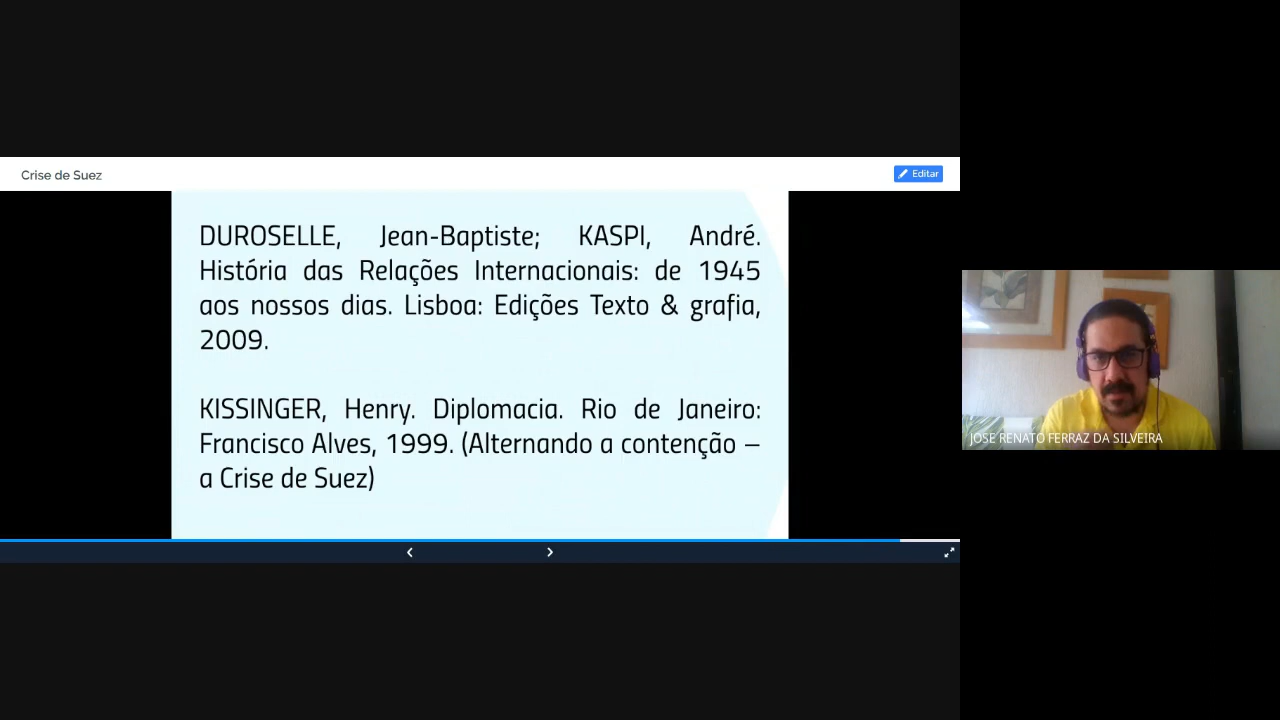 Crise de Suez
Editar
DUROSELLE, Jean-Baptiste; KASPI, André.
História das Relações Internacionais: de 1945
aos nossos dias. Lisboa: Edições Texto & grafia,
2009.
KISSINGER, Henry. Diplomacia. Rio de Janeiro:
Francisco Alves, 1999. (Alternando a contenção –
a Crise de Suez)
JOSE RENATO FERRAZ DA SILVEIRA